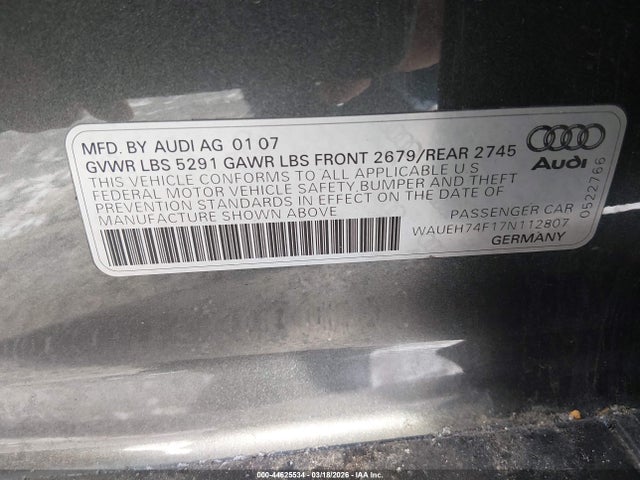 MFD. BY AUDI AG 01 07
GVWR LBS 5291 GAWR LBS FRONT 2679/REAR 2745
THIS VEHICLE CONFORMS TO ALL APPLICABLE U S
FEDERAL MOTOR VEHICLE SAFETY,BUMPER AND THEFT
PREVENTION STANDARDS IN EFFECT ON THE DATE OF
MANUFACTURE SHOWN ABOVE
Audi
PASSENGER CAR
WAUEH74F17N112807
GERMANY
0522766
000-44625534 - 03/18/2026 - IAA, Inc.